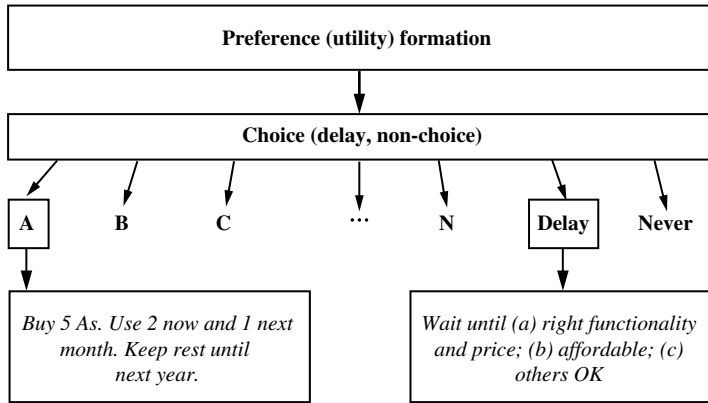 Preference (utility) formation
Choice (delay, non-choice)
A B C … N Delay Never
Buy 5 As. Use 2 now and 1 next
month. Keep rest until
next year.
Wait until (a) right functionality
and price; (b) affordable; (c)
others OK